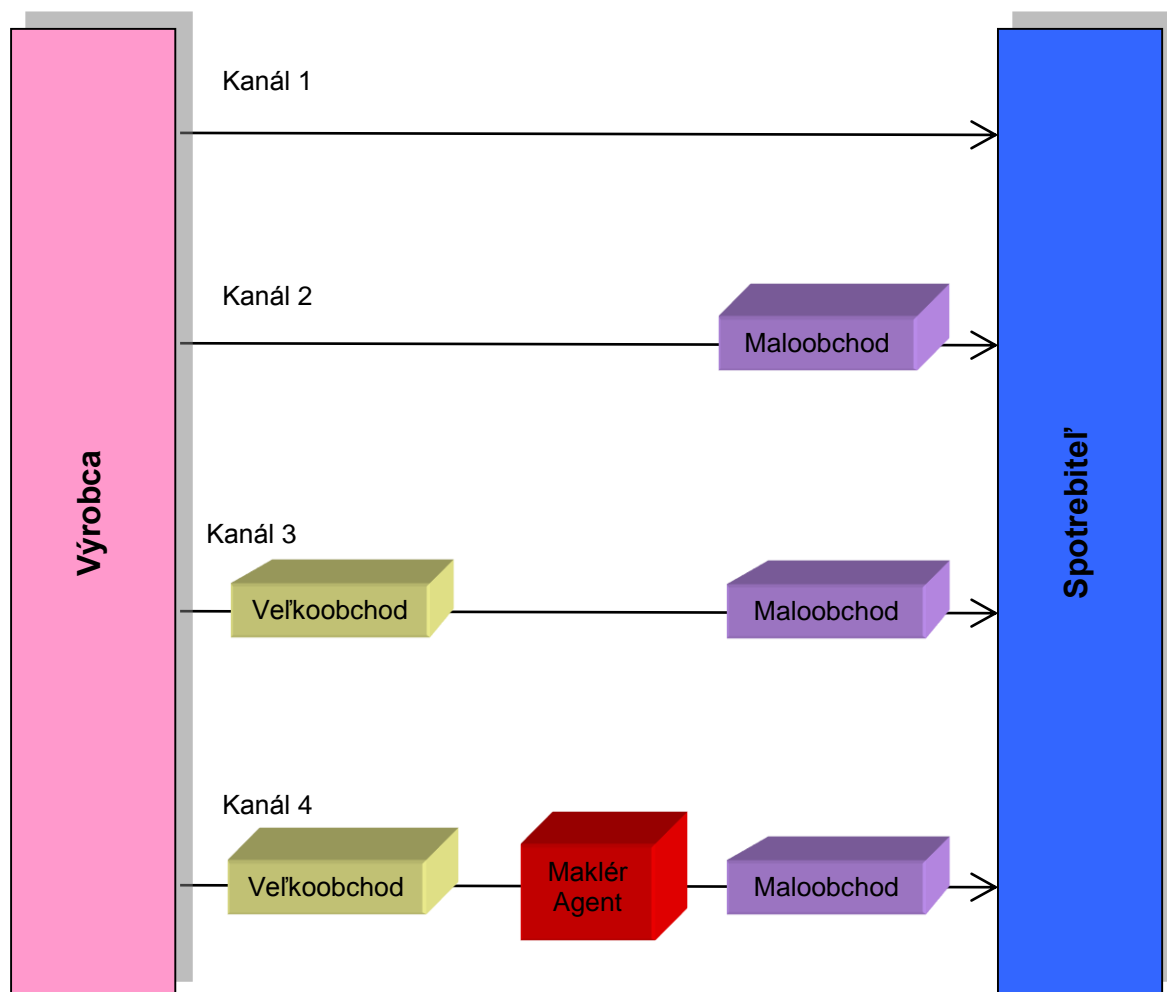 Kanál 1
Kanál 2
Maloobchod
Výrobca
Spotrebiteľ
Kanál 3
Veľkoobchod
Maloobchod
Kanál 4
Veľkoobchod
Maklér
Agent
Maloobchod